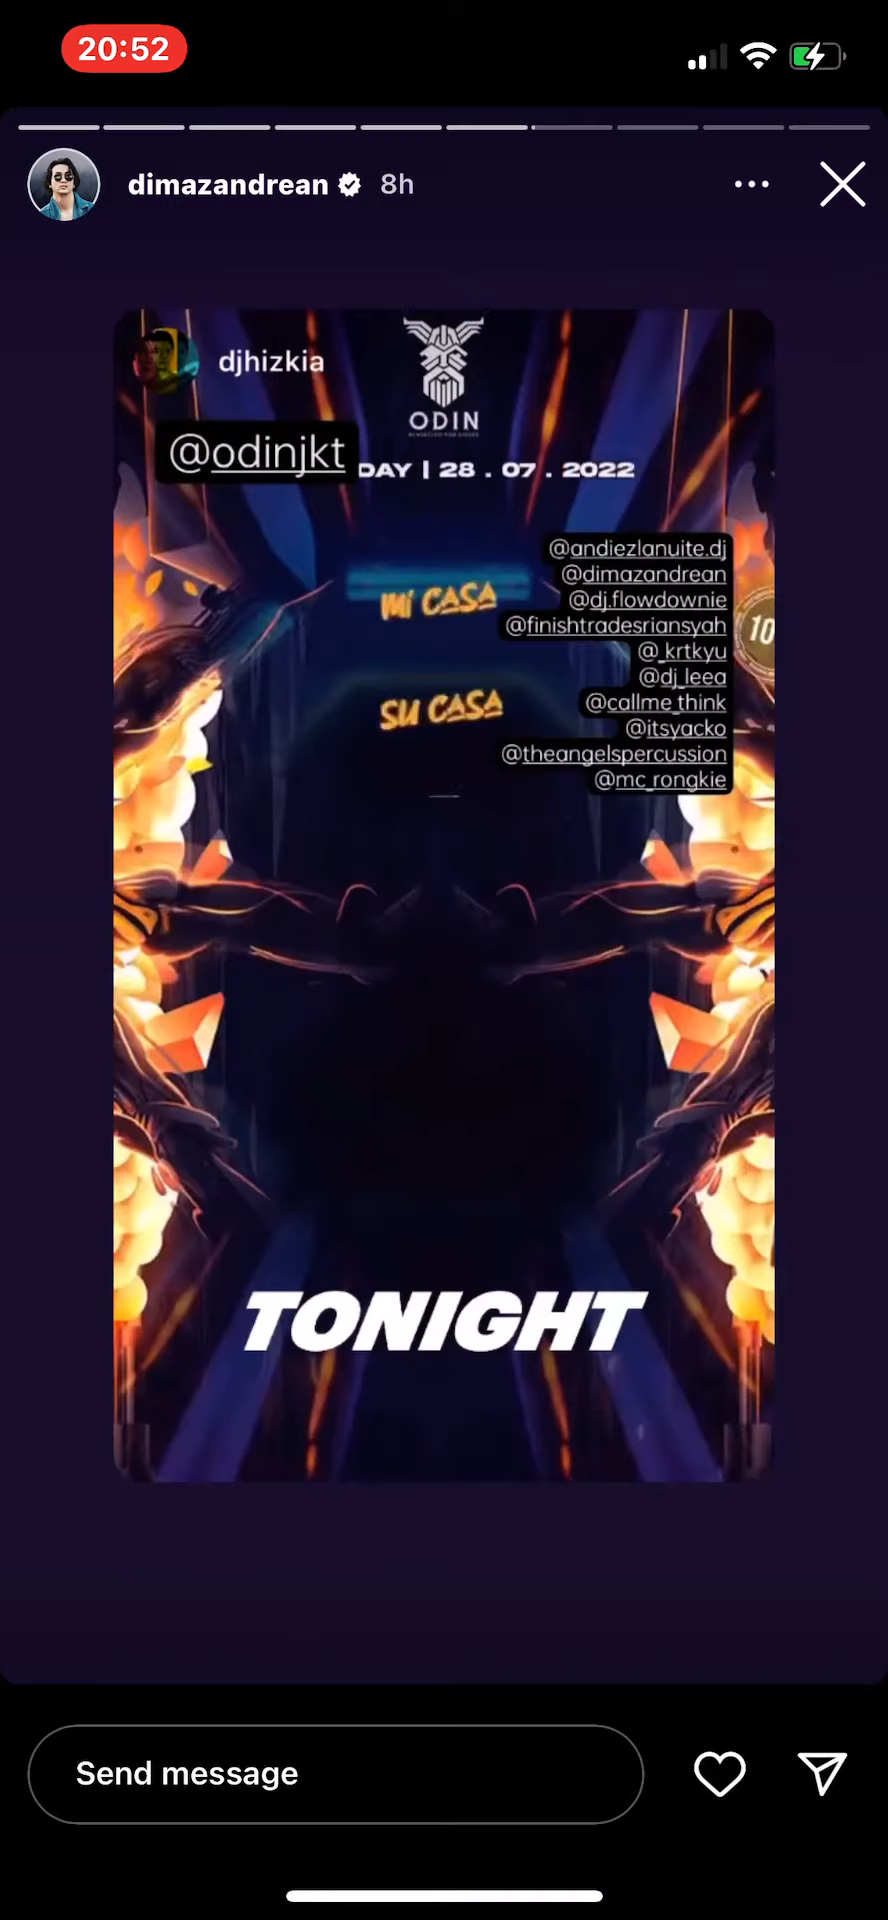 20:52
dimazandrean 8h
djhizkia
ODIN
@odinjkt
DAY | 28 . 07 . 2022
@andiezlanuite.dj
@dimazandrean
@dj.flowdownie
@finishtradesriansyah
@_krtkyu
@dj_leea
@callme_think
@itsyacko
@theangelspercussion
@mc_rongkie
10
Mi CASA
SU CASA
TONIGHT
Send message